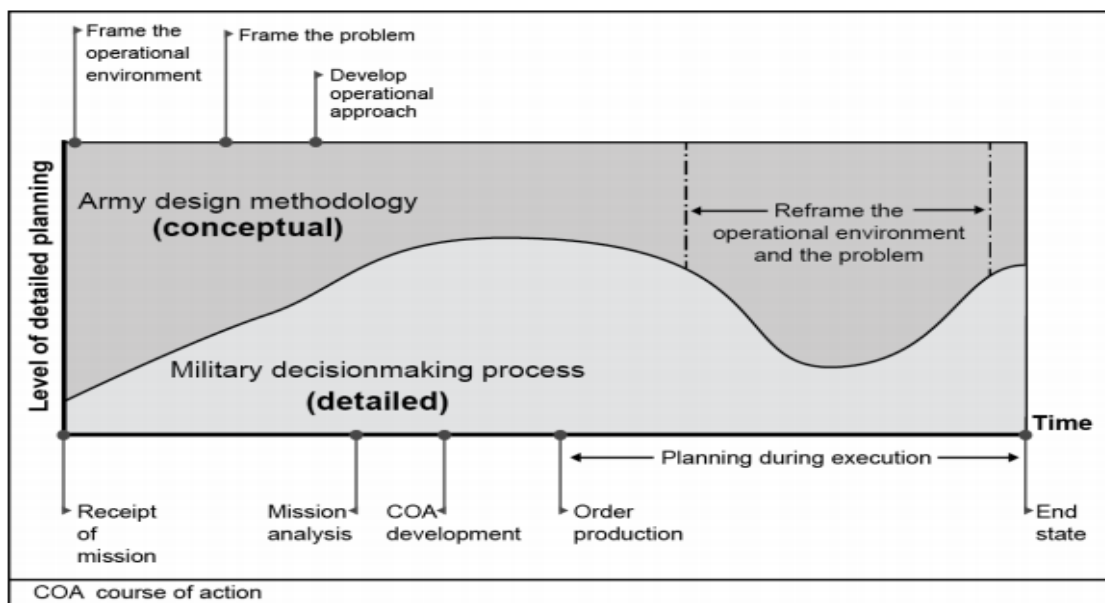 Frame the
operational
environment
Frame the problem
Develop
operational
approach
Level of detailed planning
Army design methodology
(conceptual)
Reframe the
operational environment
and the problem
Military decisionmaking process
(detailed)
Time
Planning during execution
Receipt
of
mission
Mission
analysis
COA
development
Order
production
End
state
COA course of action